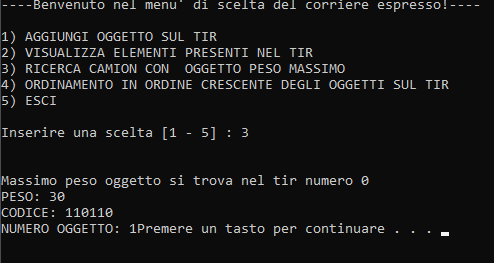 ----Benvenuto nel menu' di scelta del corriere espresso!----
1) AGGIUNGI OGGETTO SUL TIR
2) VISUALIZZA ELEMENTI PRESENTI NEL TIR
3) RICERCA CAMION CON  OGGETTO PESO MASSIMO
4) ORDINAMENTO IN ORDINE CRESCENTE DEGLI OGGETTI SUL TIR
5) ESCI
Inserire una scelta [1 - 5] : 3
Massimo peso oggetto si trova nel tir numero 0
PESO: 30
CODICE: 110110
NUMERO OGGETTO: 1Premere un tasto per continuare . . .